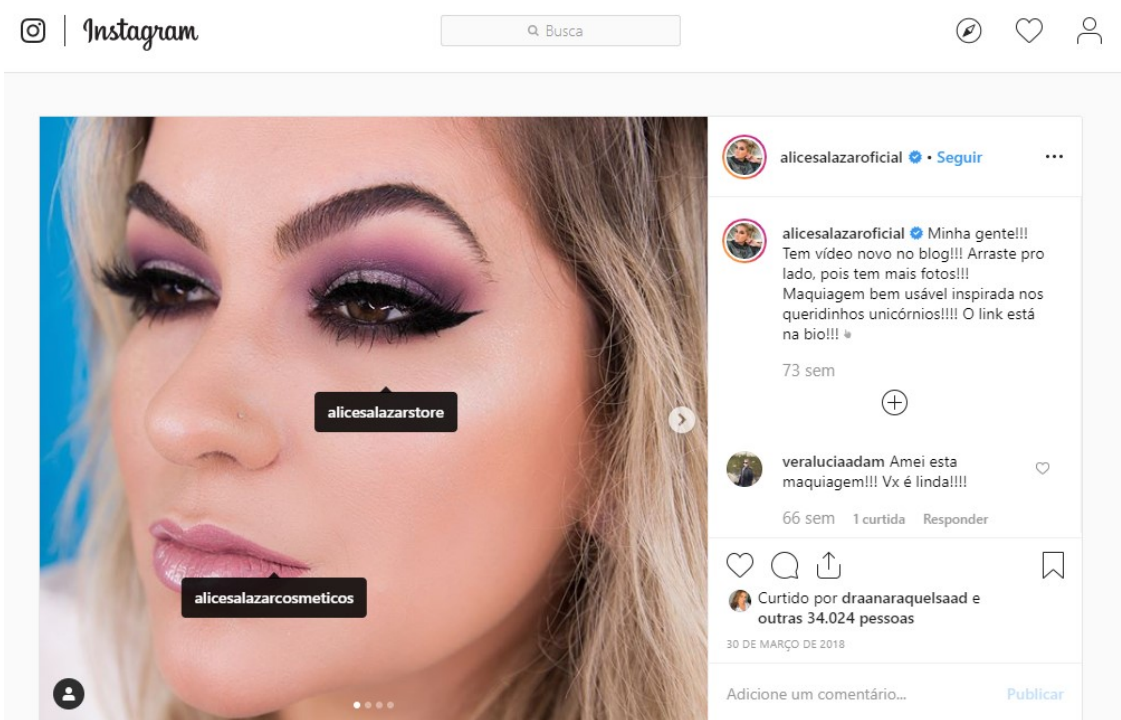 Instagram
Busca
alicesalazaroficial • Seguir
alicesalazaroficial Minha gente!!!
Tem vídeo novo no blog!!! Arraste pro
lado, pois tem mais fotos!!!
Maquiagem bem usável inspirada nos
queridinhos unicórnios!!!! O link está
na bio!!!
73 sem
veraluciaadam Amei esta
maquiagem!!! Vx é linda!!!!
66 sem 1 curtida Responder
Curtido por draanaraquelsaad e
outras 34.024 pessoas
30 DE MARÇO DE 2018
Adicione um comentário... Publicar
alicesalazarstore
alicesalazarcosmeticos